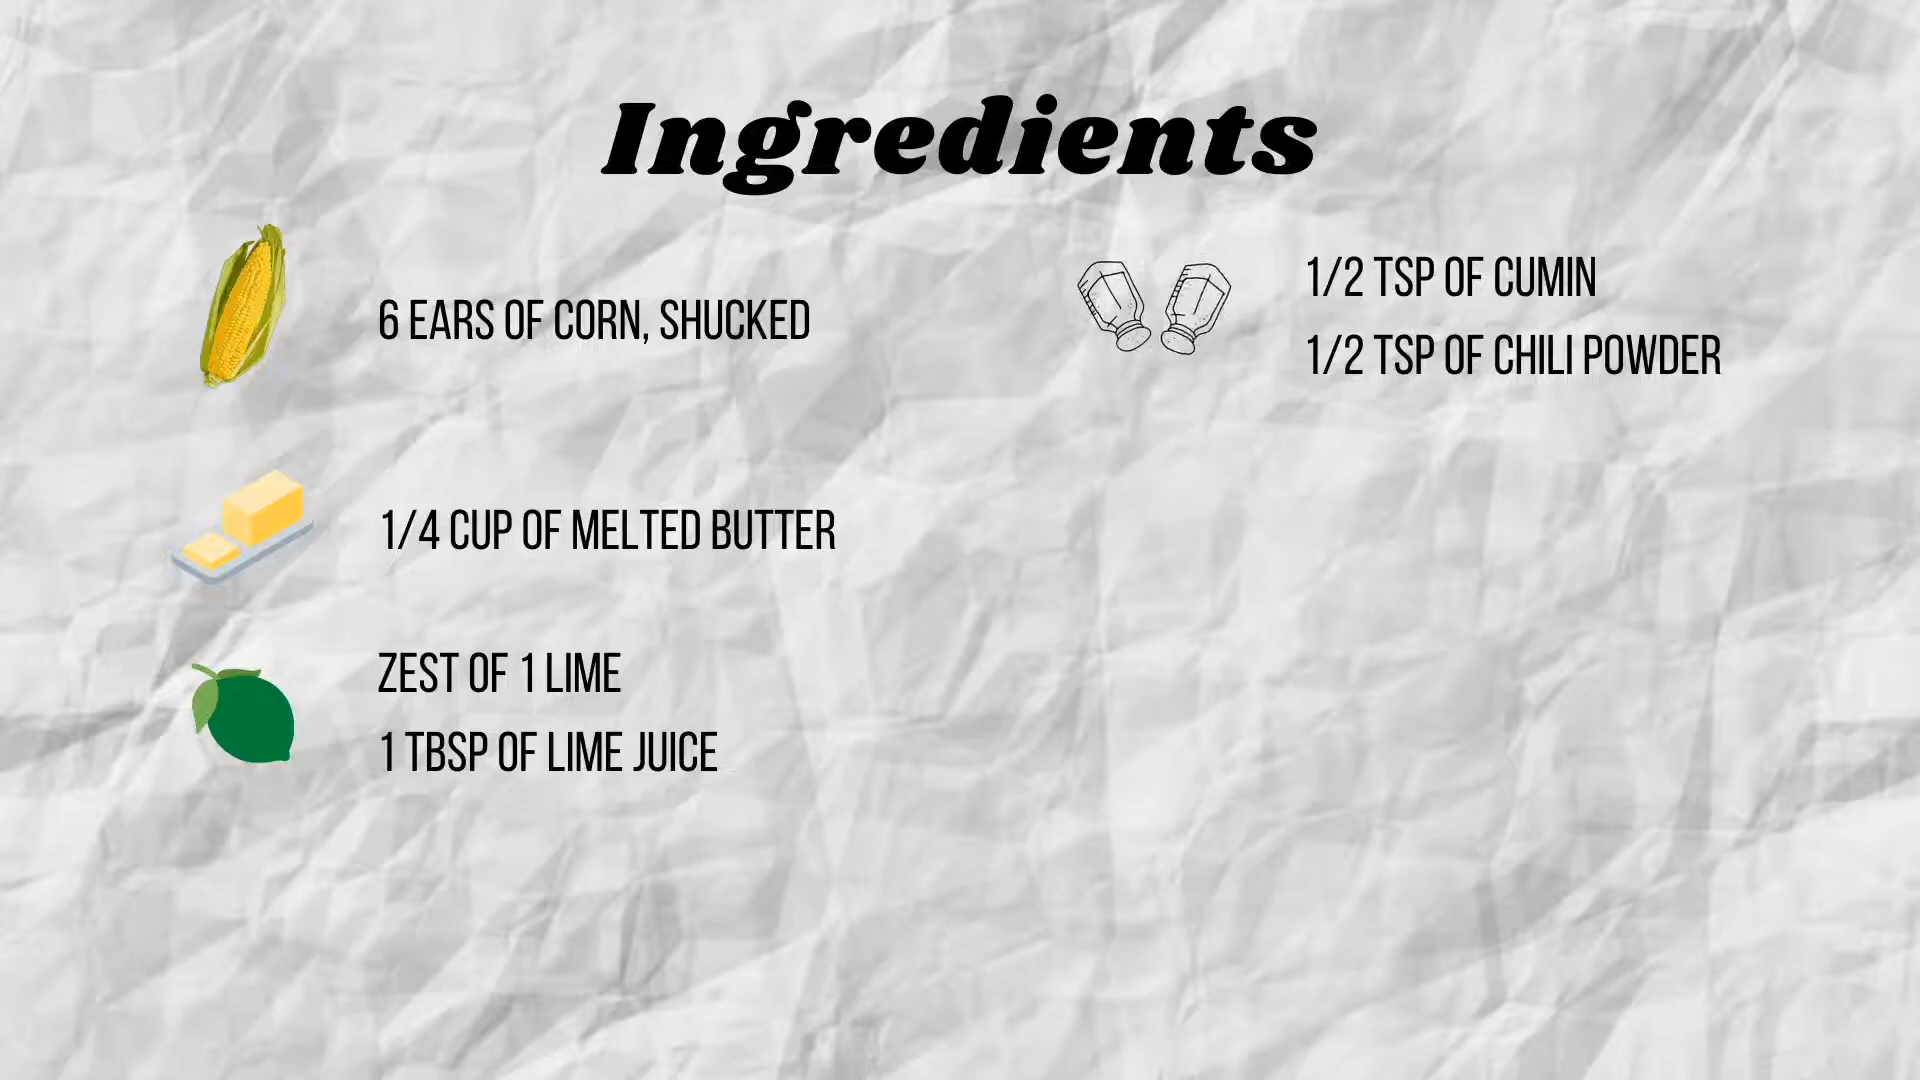 Ingredients
6 EARS OF CORN, SHUCKED
1/4 CUP OF MELTED BUTTER
ZEST OF 1 LIME
1 TBSP OF LIME JUICE
1/2 TSP OF CUMIN
1/2 TSP OF CHILI POWDER